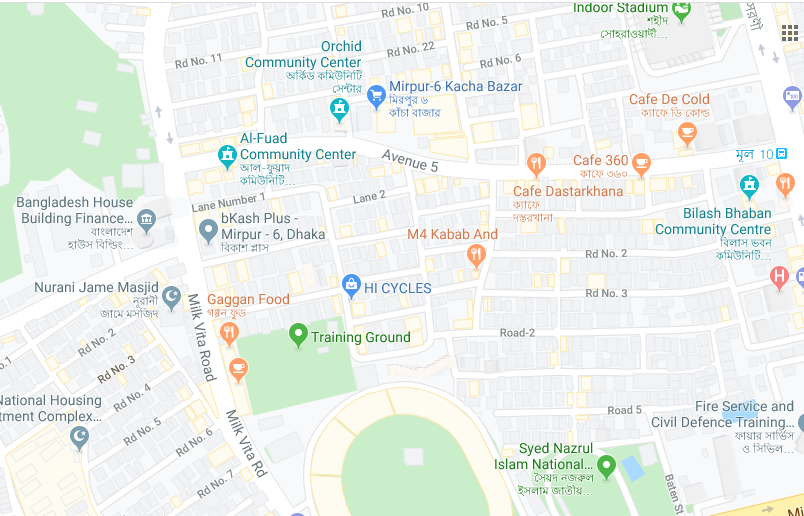 Rd No. 10
Indoor Stadium
শহীদ
সোহরাওয়ার্দী...
সরণী
Rd No. 22
Rd No. 11
Rd No. 6
Orchid
Community Center
অর্কিড কমিউনিটি
সেন্টার
Mirpur-6 Kacha Bazar
মিরপুর ৬
কাঁচা বাজার
Cafe De Cold
ক্যাফে ডি কোল্ড
Al-Fuad
Community Center
আল-ফুয়াদ
কমিউনিটি...
Avenue 5
মূল 10
Cafe 360
কাফে ৩৬০
Cafe Dastarkhana
ক্যাফে
দস্তরখানা
Lane Number 1
Lane 2
Bangladesh House
Building Finance...
বাংলাদেশ
হাউস বিল্ডিং...
bKash Plus -
Mirpur - 6, Dhaka
বিকাশ প্লাস
Bilash Bhaban
Community Centre
বিলাস ভবন
কমিউনিটি...
M4 Kabab And
Rd No. 2
H
Nurani Jame Masjid
নূরানী
জামে মসজিদ
HI CYCLES
Rd No. 3
Gaggan Food
গগ্গন ফুড
Milk Vita Road
Training Ground
Road-2
Rd No. 2
Rd No. 3
Rd No. 4
National Housing
tment Complex...
Rd No. 5
Rd No. 6
Rd No. 7
Milk Vita Rd
Road 5
Fire Service and
Civil Defence Training...
ফায়ার সার্ভিস
ও সিভিল...
Syed Nazrul
Islam National...
সৈয়দ নজরুল
ইসলাম জাতীয়...
Baten St
Mi